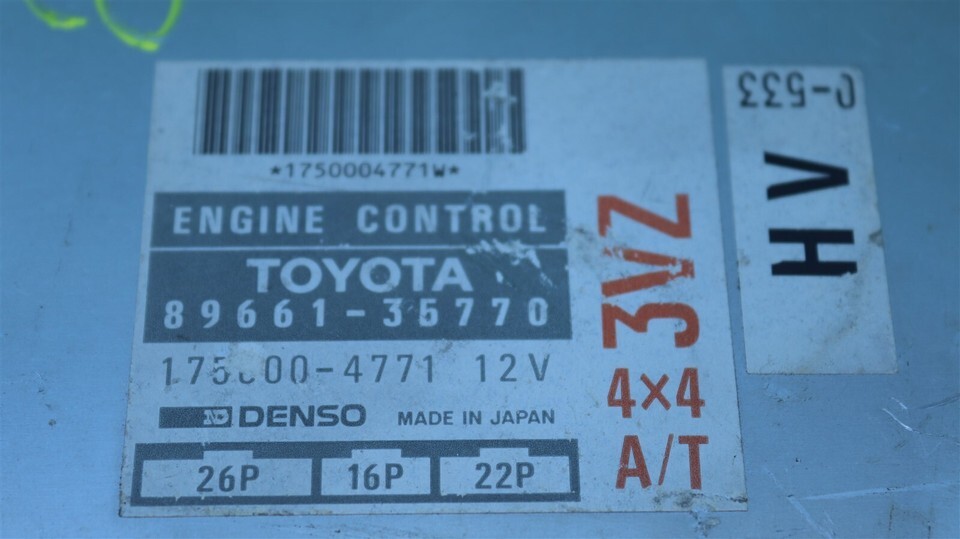 *1750004771W*
ENGINE CONTROL
TOYOTA
89661-35770
175000-4771 12V
DENSO MADE IN JAPAN
26P 16P 22P
3VZ
4×4
A/T
C-533
HV